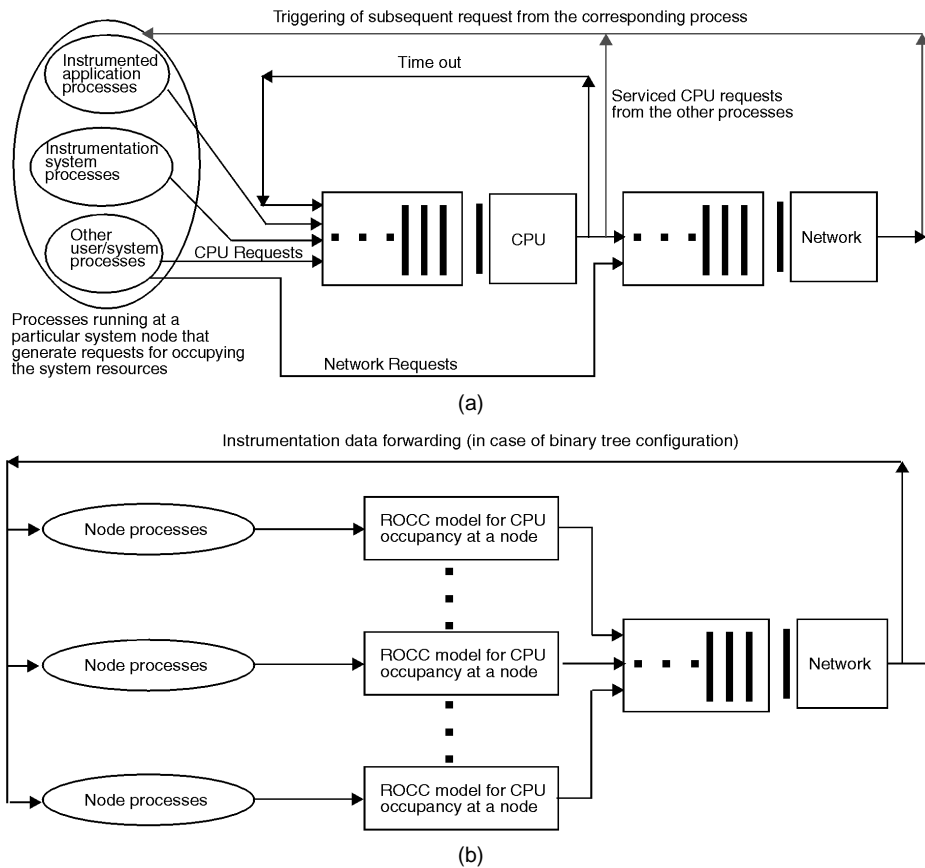 Triggering of subsequent request from the corresponding process
Instrumented
application
processes
Time out
Serviced CPU requests
from the other processes
Instrumentation
system
processes
Other
user/system
processes
CPU Requests
CPU
Network
Processes running at a
particular system node that
generate requests for occupying
the system resources
Network Requests
(a)
Instrumentation data forwarding (in case of binary tree configuration)
Node processes
ROCC model for CPU
occupancy at a node
Node processes
ROCC model for CPU
occupancy at a node
Network
Node processes
ROCC model for CPU
occupancy at a node
(b)